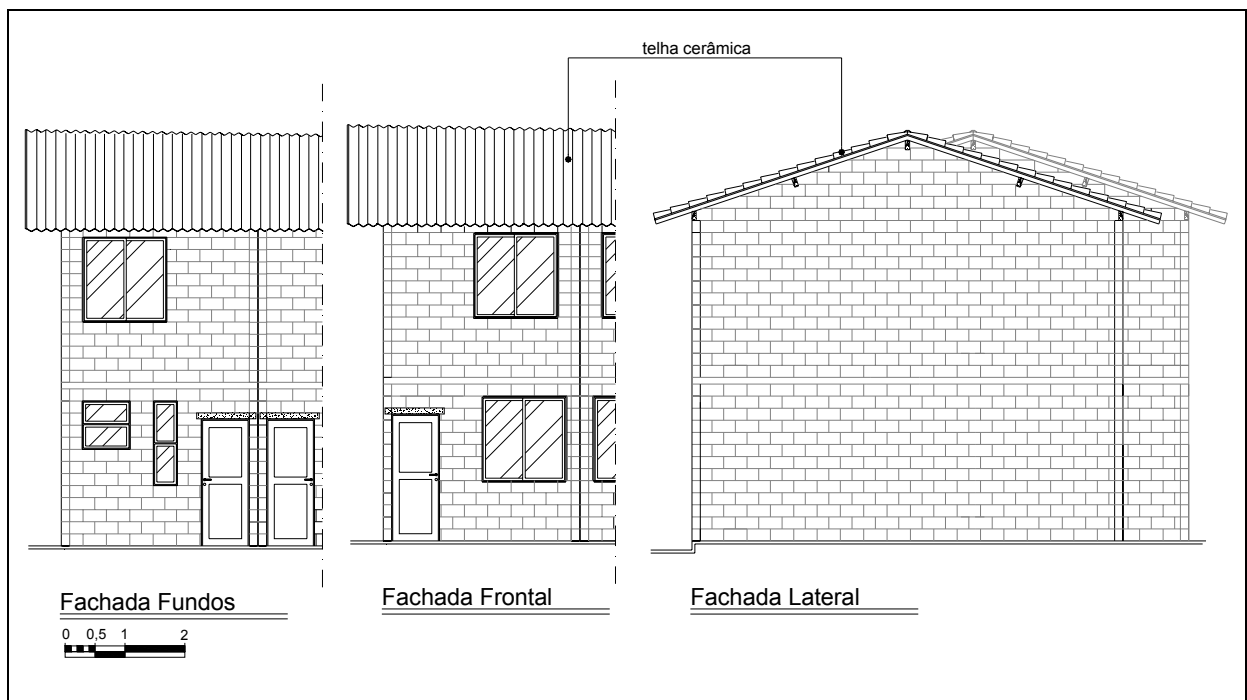 telha cerâmica
Fachada Fundos
Fachada Frontal
Fachada Lateral
0 0,5 1 2